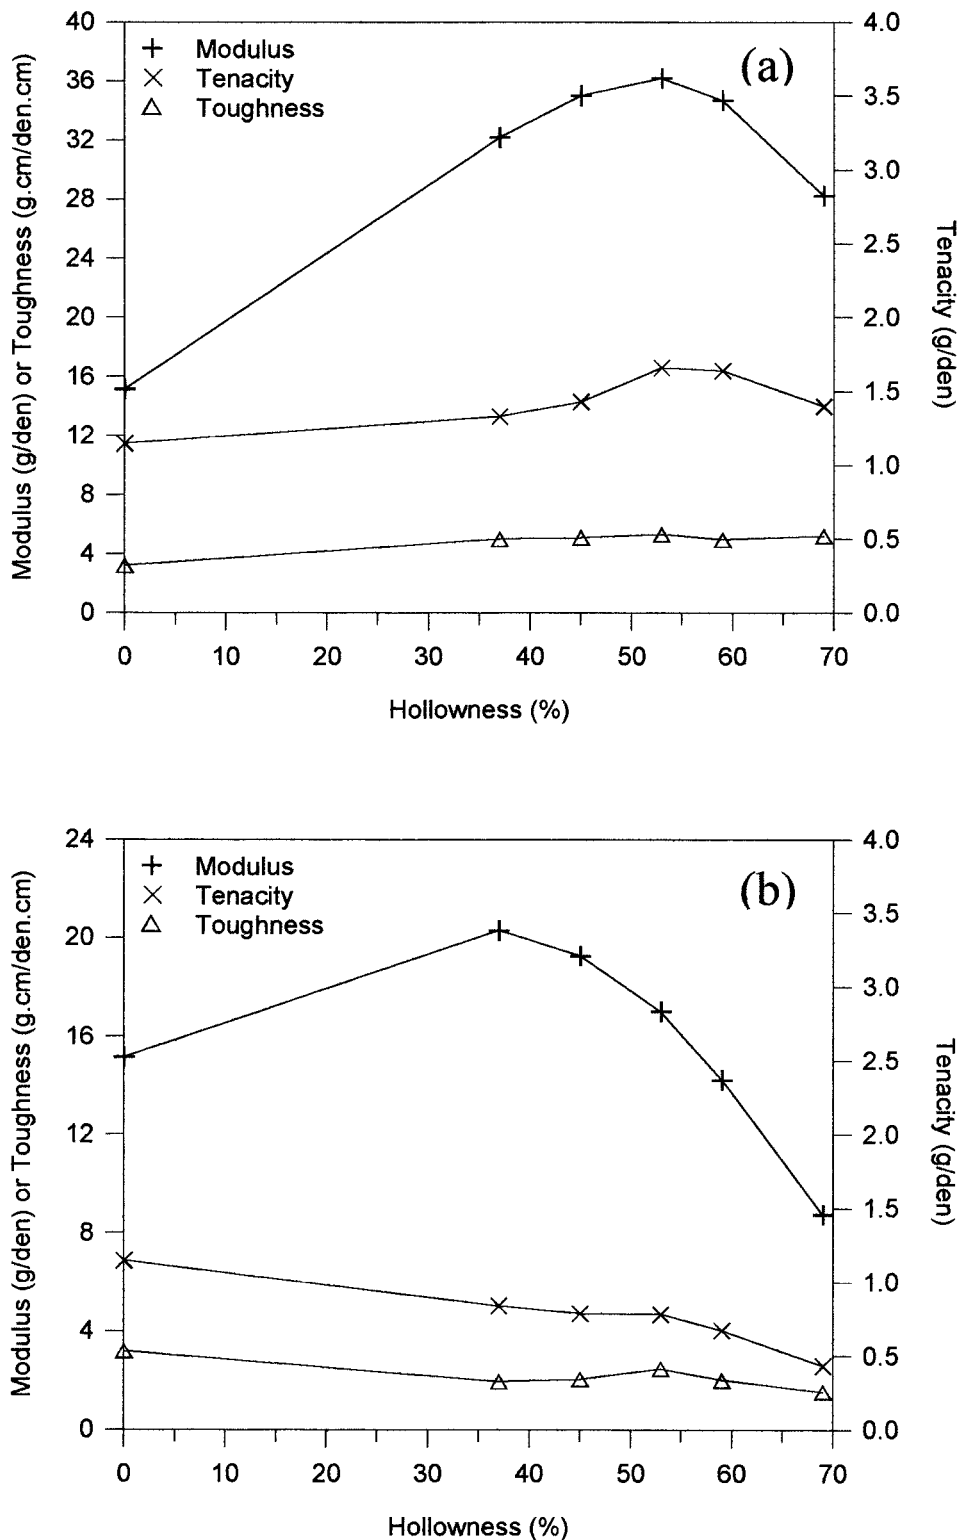 (a)
Modulus
Tenacity
Toughness
40
36
32
28
24
20
16
12
8
4
0
Modulus (g/den) or Toughness (g.cm/den.cm)
4.0
3.5
3.0
2.5
2.0
1.5
1.0
0.5
0.0
Tenacity (g/den)
0 10 20 30 40 50 60 70
Hollowness (%)
(b)
Modulus
Tenacity
Toughness
24
20
16
12
8
4
0
Modulus (g/den) or Toughness (g.cm/den.cm)
4.0
3.5
3.0
2.5
2.0
1.5
1.0
0.5
0.0
Tenacity (g/den)
0 10 20 30 40 50 60 70
Hollowness (%)